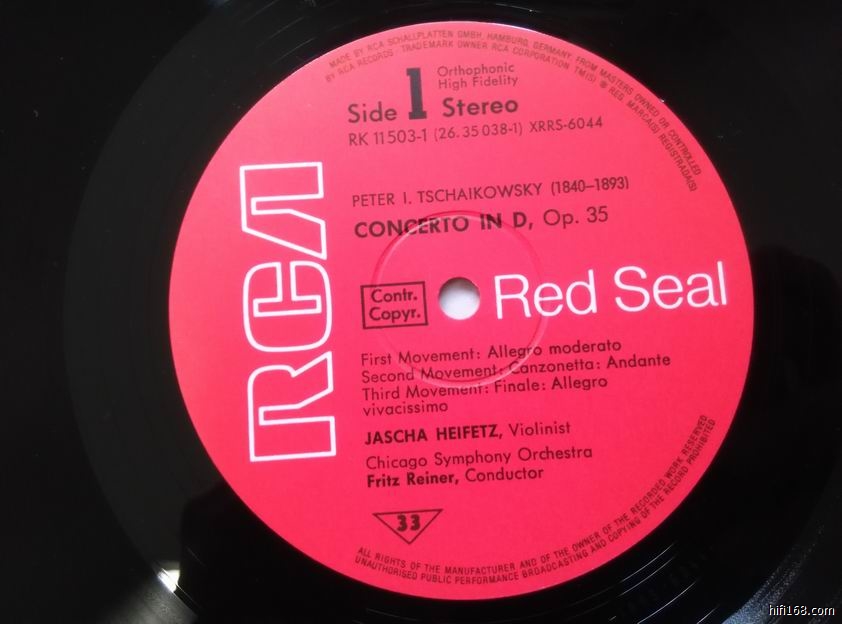 MADE BY RCA SCHALLPLATTEN GMBH, HAMBURG, GERMANY, FROM MASTERS OWNED OR CONTROLLED
BY RCA RECORDS · TRADEMARK OWNER RCA CORPORATION TM(S) ® REG. MARCA(S) REGISTRADA(S)
Side 1
Orthophonic
High Fidelity
Stereo
RK 11503-1 (26.35 038-1) XRRS-6044
PETER I. TSCHAIKOWSKY (1840–1893)
CONCERTO IN D, Op. 35
RCA
Contr.
Copyr.
Red Seal
First Movement: Allegro moderato
Second Movement: Canzonetta: Andante
Third Movement: Finale: Allegro
vivacissimo
JASCHA HEIFETZ, Violinist
Chicago Symphony Orchestra
Fritz Reiner, Conductor
33
ALL RIGHTS OF THE MANUFACTURER AND OF THE OWNER OF THE RECORDED WORK RESERVED
UNAUTHORISED PUBLIC PERFORMANCE BROADCASTING AND COPYING OF THE RECORD PROHIBITED
hifi168.com